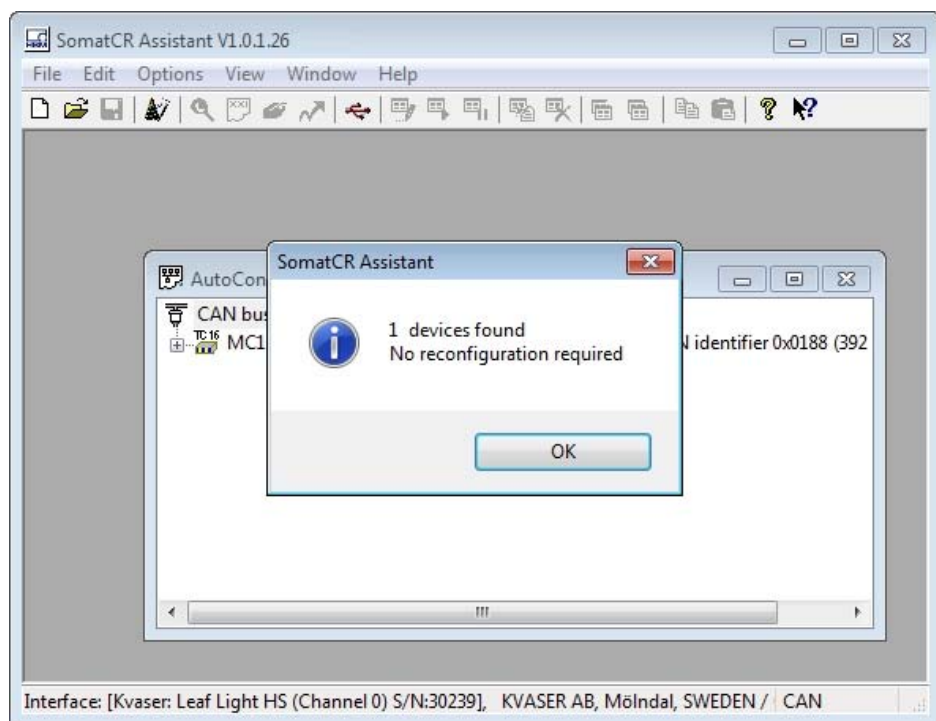 SomatCR Assistant V1.0.1.26
File Edit Options View Window Help
AutoCon
SomatCR Assistant
CAN bus
1 devices found
TC 16
MC1
No reconfiguration required
identifier 0x0188 (392
OK
Interface: [Kvaser: Leaf Light HS (Channel 0) S/N:30239], KVASER AB, Mölndal, SWEDEN / CAN